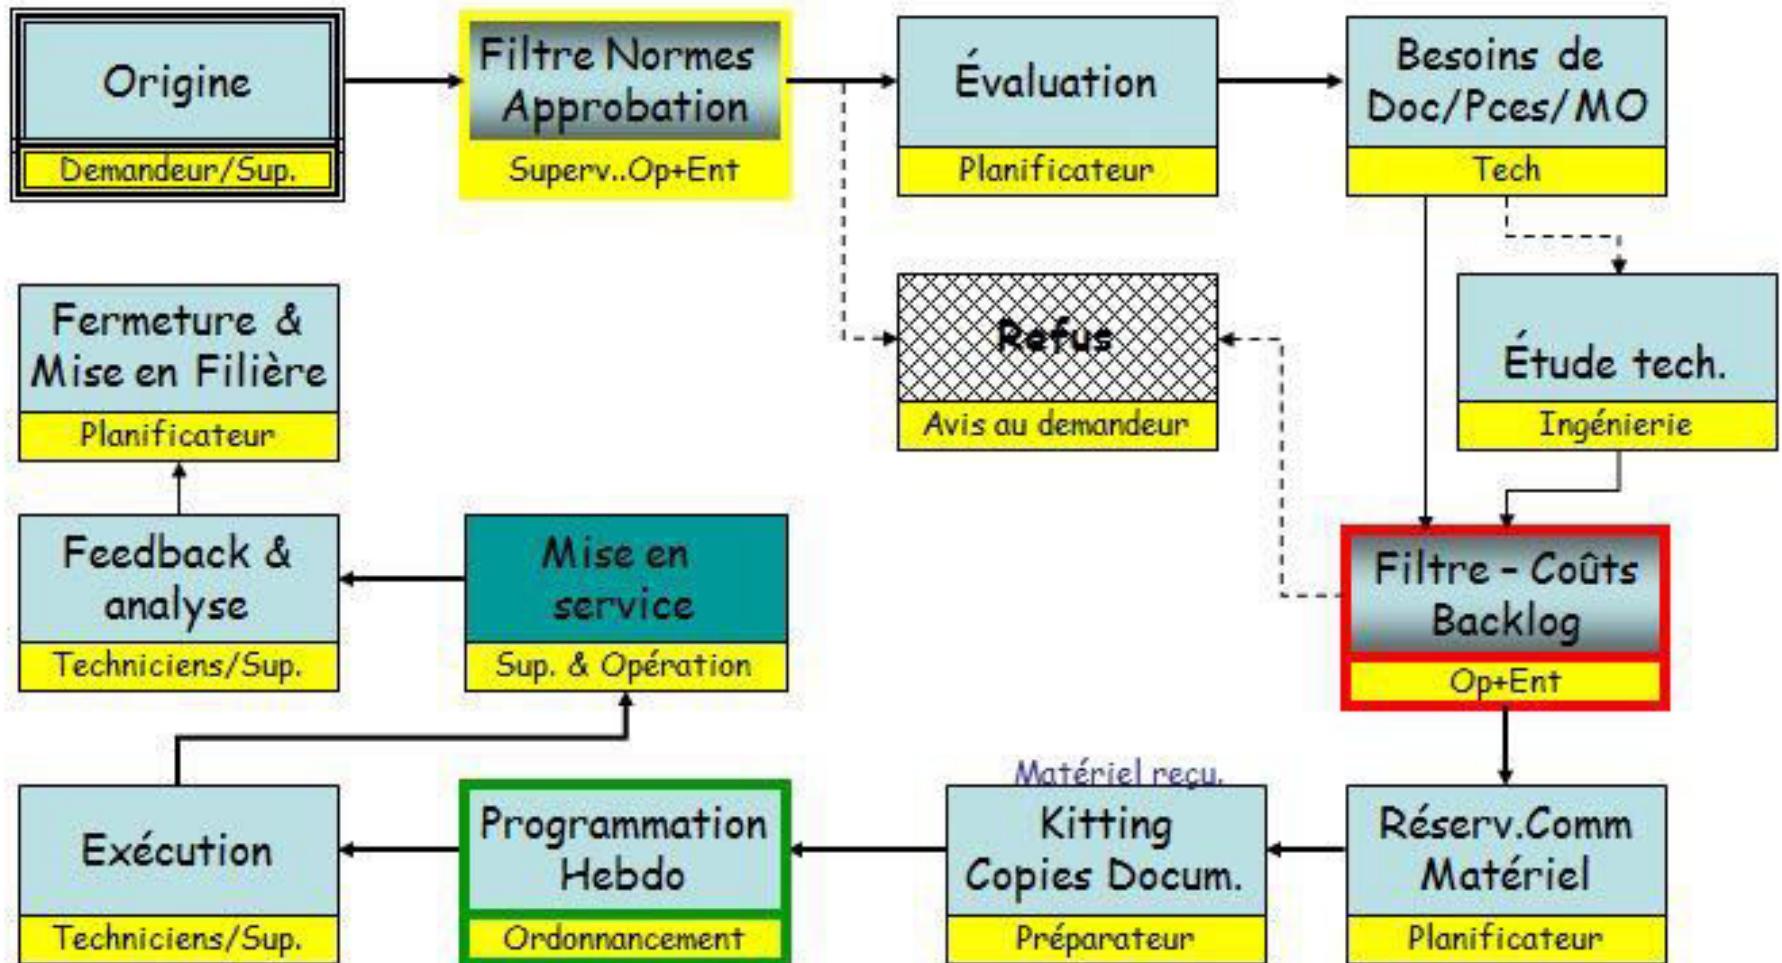 Origine
Demandeur/Sup.
Filtre Normes
Approbation
Superv..Op+Ent
Évaluation
Planificateur
Besoins de
Doc/Pces/MO
Tech
Fermeture &
Mise en Filière
Planificateur
Refus
Avis au demandeur
Étude tech.
Ingénierie
Feedback &
analyse
Techniciens/Sup.
Mise en
service
Sup. & Opération
Filtre - Coûts
Backlog
Op+Ent
Exécution
Techniciens/Sup.
Programmation
Hebdo
Ordonnancement
Matériel reçu.
Kitting
Copies Docum.
Préparateur
Réserv.Comm
Matériel
Planificateur